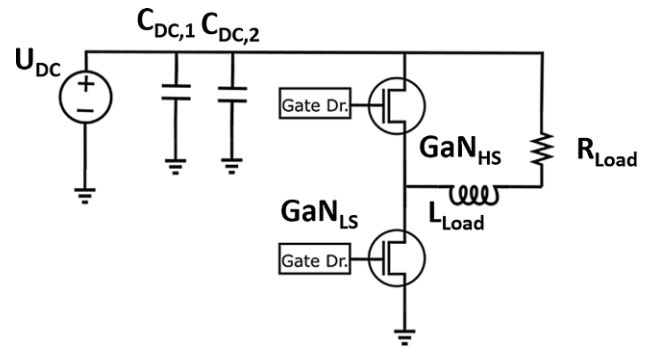 C_DC,1 C_DC,2
U_DC
+
−
Gate Dr.
GaN_HS
R_Load
GaN_LS
L_Load
Gate Dr.